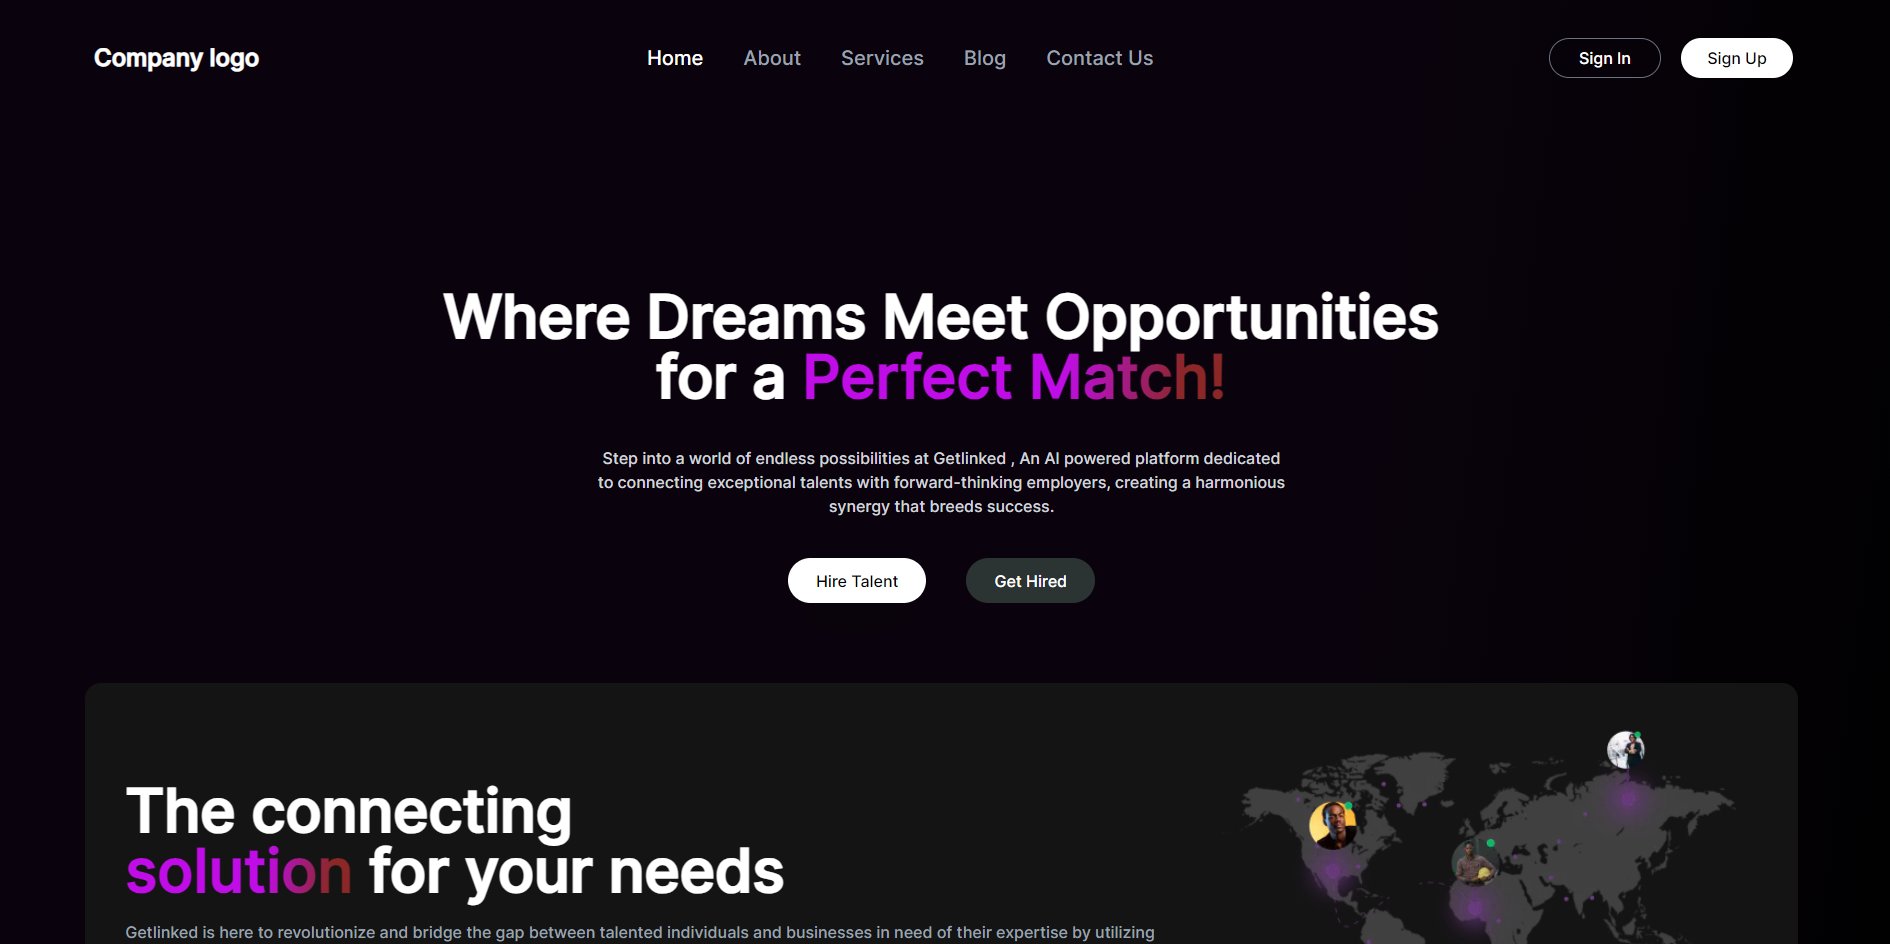 Company logo
Home About Services Blog Contact Us
Sign In Sign Up
Where Dreams Meet Opportunities
for a Perfect Match!
Step into a world of endless possibilities at Getlinked , An AI powered platform dedicated
to connecting exceptional talents with forward-thinking employers, creating a harmonious
synergy that breeds success.
Hire Talent Get Hired
The connecting
solution for your needs
Getlinked is here to revolutionize and bridge the gap between talented individuals and businesses in need of their expertise by utilizing